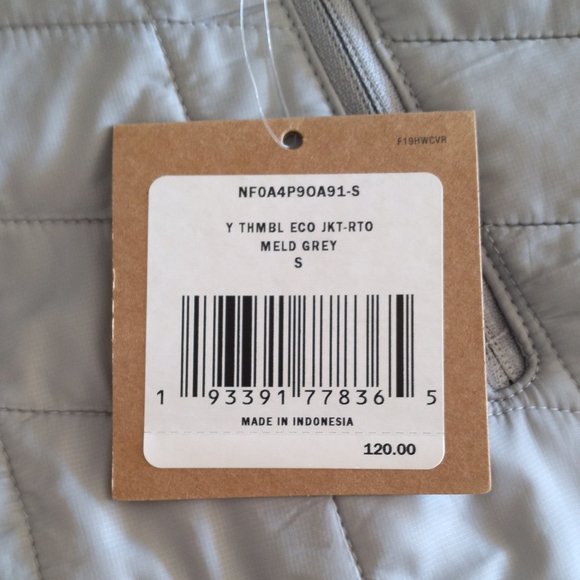 F19HWCVR
NF0A4P9OA91-S
Y THMBL ECO JKT-RTO
MELD GREY
S
1 93391 77836 5
MADE IN INDONESIA
120.00